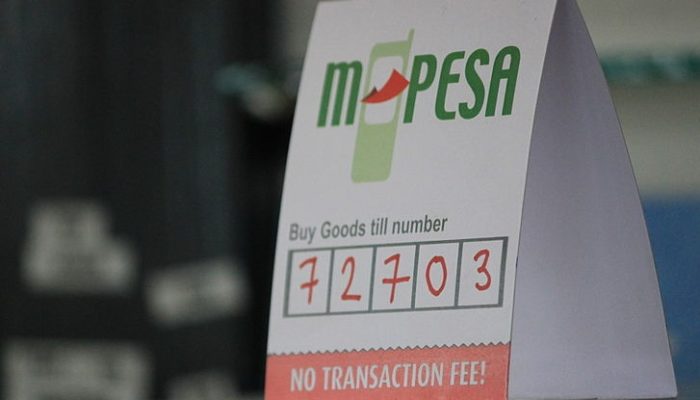 M PESA
Buy Goods till number
72703
NO TRANSACTION FEE!